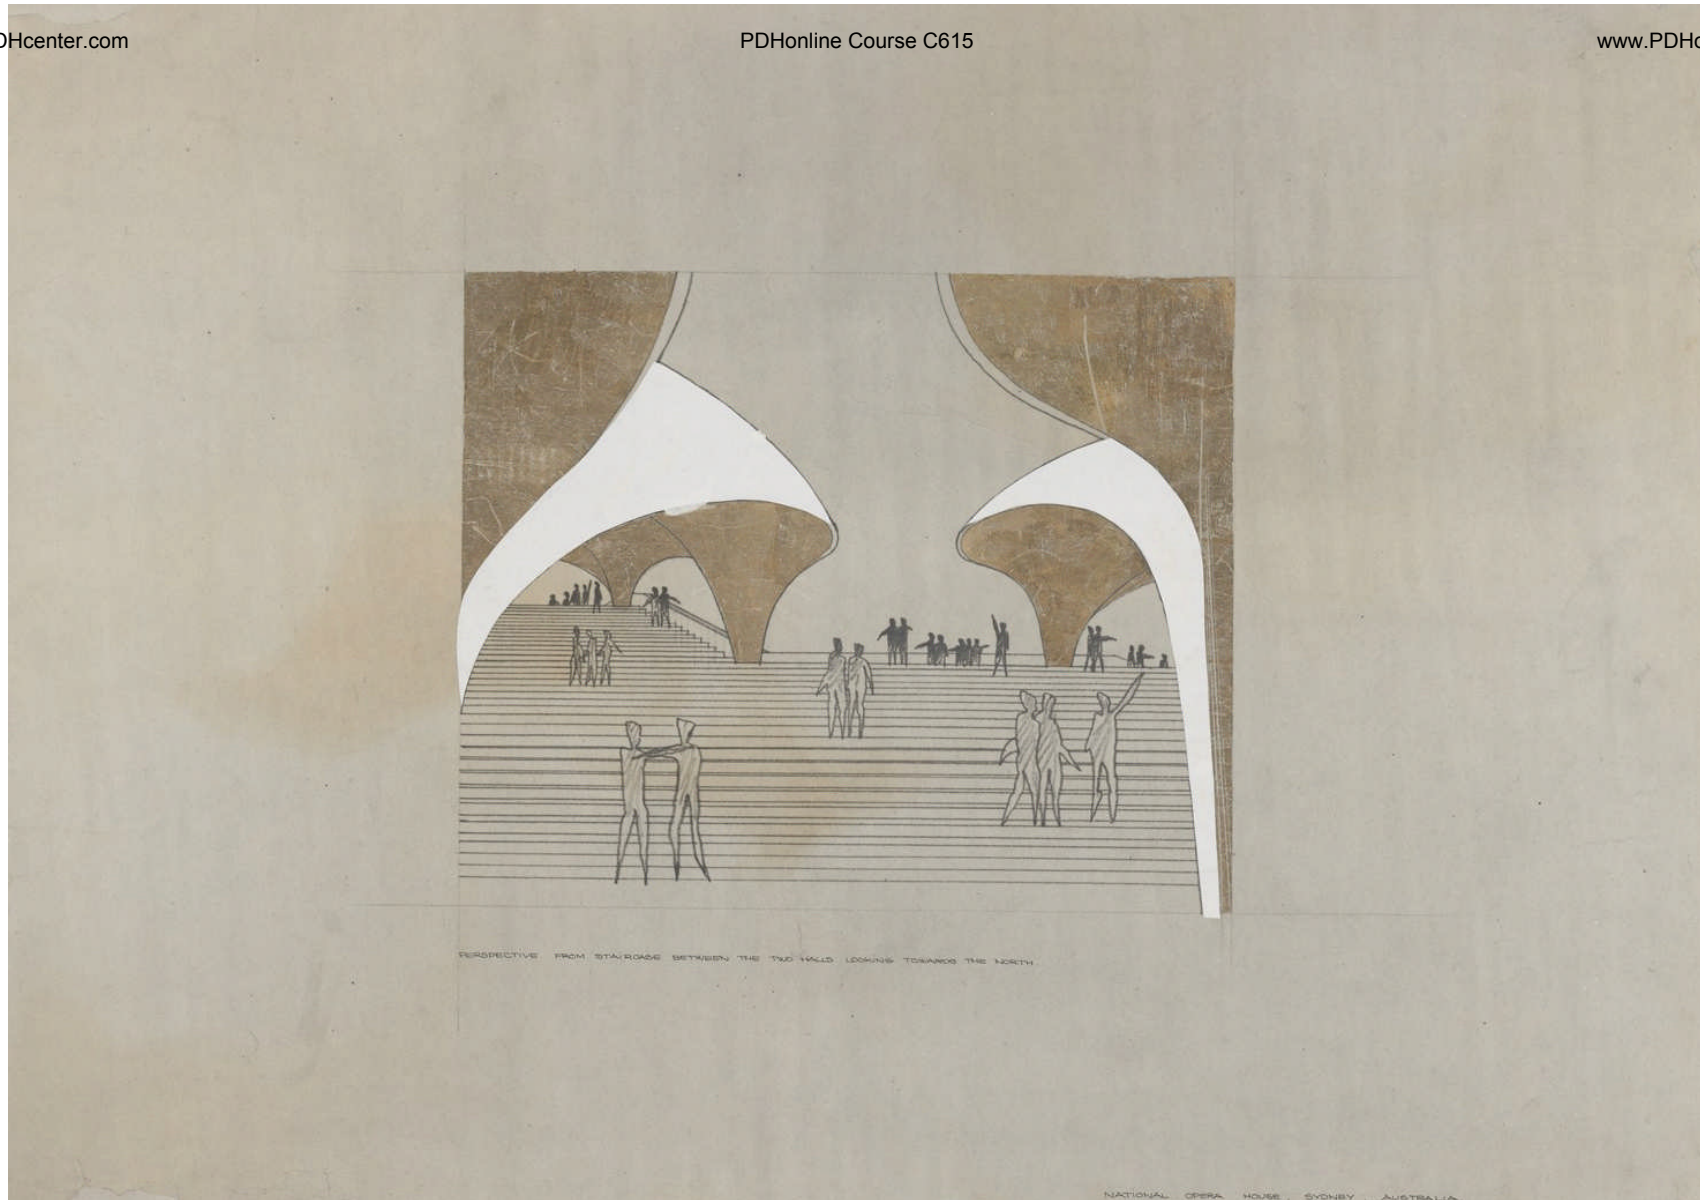 DHcenter.com PDHonline Course C615 www.PDHo
PERSPECTIVE FROM STAIRCASE BETWEEN THE TWO HALLS LOOKING TOWARDS THE NORTH.
NATIONAL OPERA HOUSE. SYDNEY. AUSTRALIA